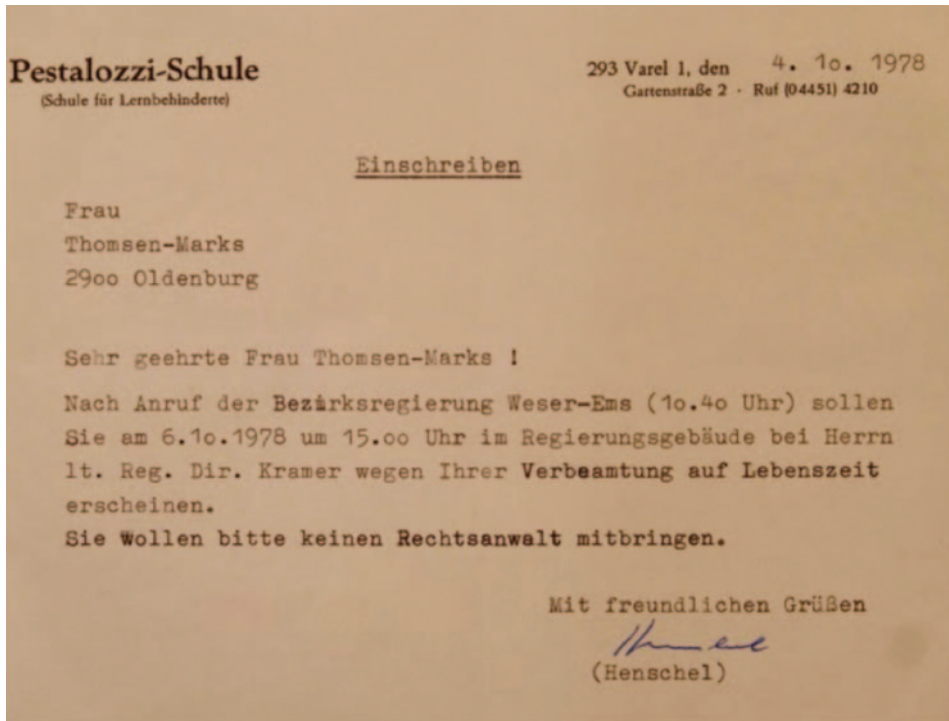 Pestalozzi-Schule
(Schule für Lernbehinderte)
293 Varel 1, den 4. 1o. 1978
Gartenstraße 2 · Ruf (04451) 4210
Einschreiben
Frau
Thomsen-Marks
29oo Oldenburg
Sehr geehrte Frau Thomsen-Marks !
Nach Anruf der Bezirksregierung Weser-Ems (1o.4o Uhr) sollen
Sie am 6.1o.1978 um 15.oo Uhr im Regierungsgebäude bei Herrn
lt. Reg. Dir. Kramer wegen Ihrer Verbeamtung auf Lebenszeit
erscheinen.
Sie Wollen bitte keinen Rechtsanwalt mitbringen.
Mit freundlichen Grüßen
Henschel
(Henschel)